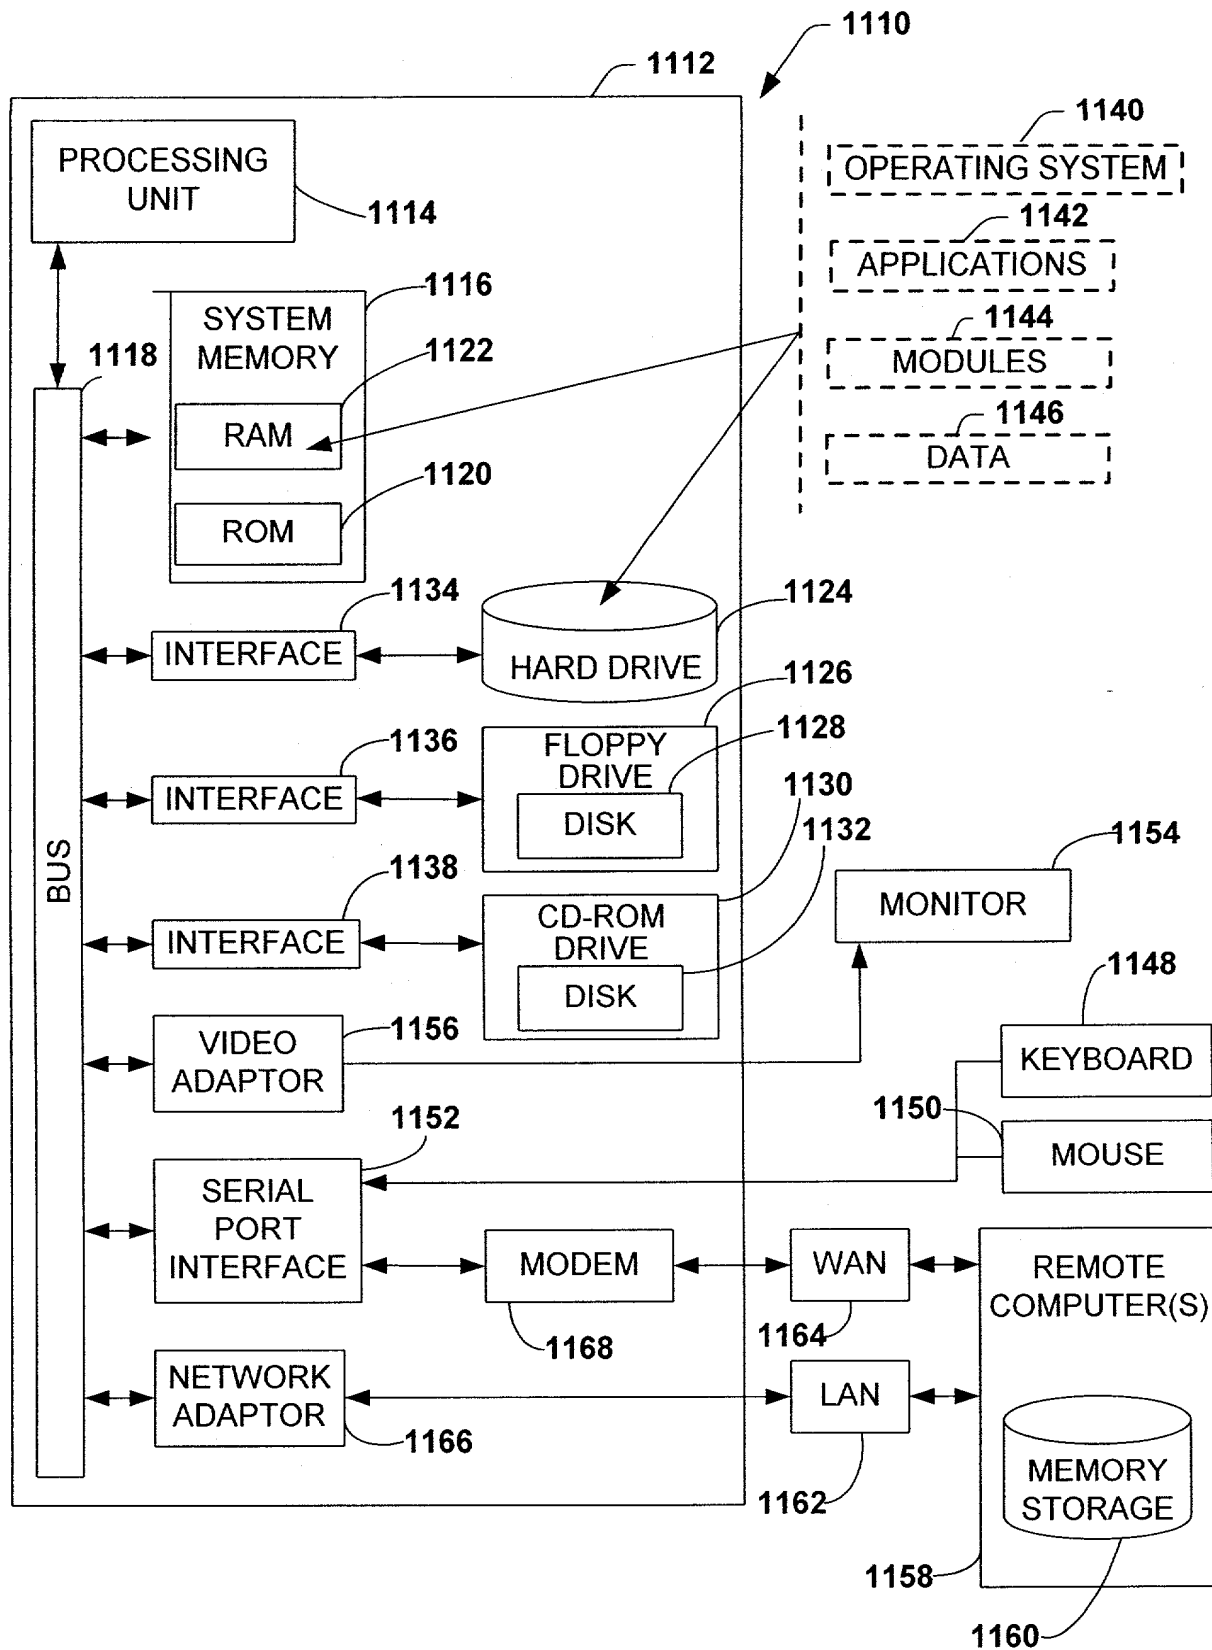 1110
1112
PROCESSING
UNIT
1114
1140
OPERATING SYSTEM
1142
APPLICATIONS
1144
MODULES
1146
DATA
1116
SYSTEM
MEMORY
1118
1122
RAM
1120
ROM
1134
INTERFACE
1124
HARD DRIVE
1126
1136
INTERFACE
FLOPPY
DRIVE
1128
DISK
1130
1132
1138
INTERFACE
CD-ROM
DRIVE
DISK
BUS
1154
MONITOR
1156
VIDEO
ADAPTOR
1148
KEYBOARD
1150
MOUSE
1152
SERIAL
PORT
INTERFACE
MODEM
1168
WAN
1164
REMOTE
COMPUTER(S)
NETWORK
ADAPTOR
1166
LAN
1162
MEMORY
STORAGE
1158
1160